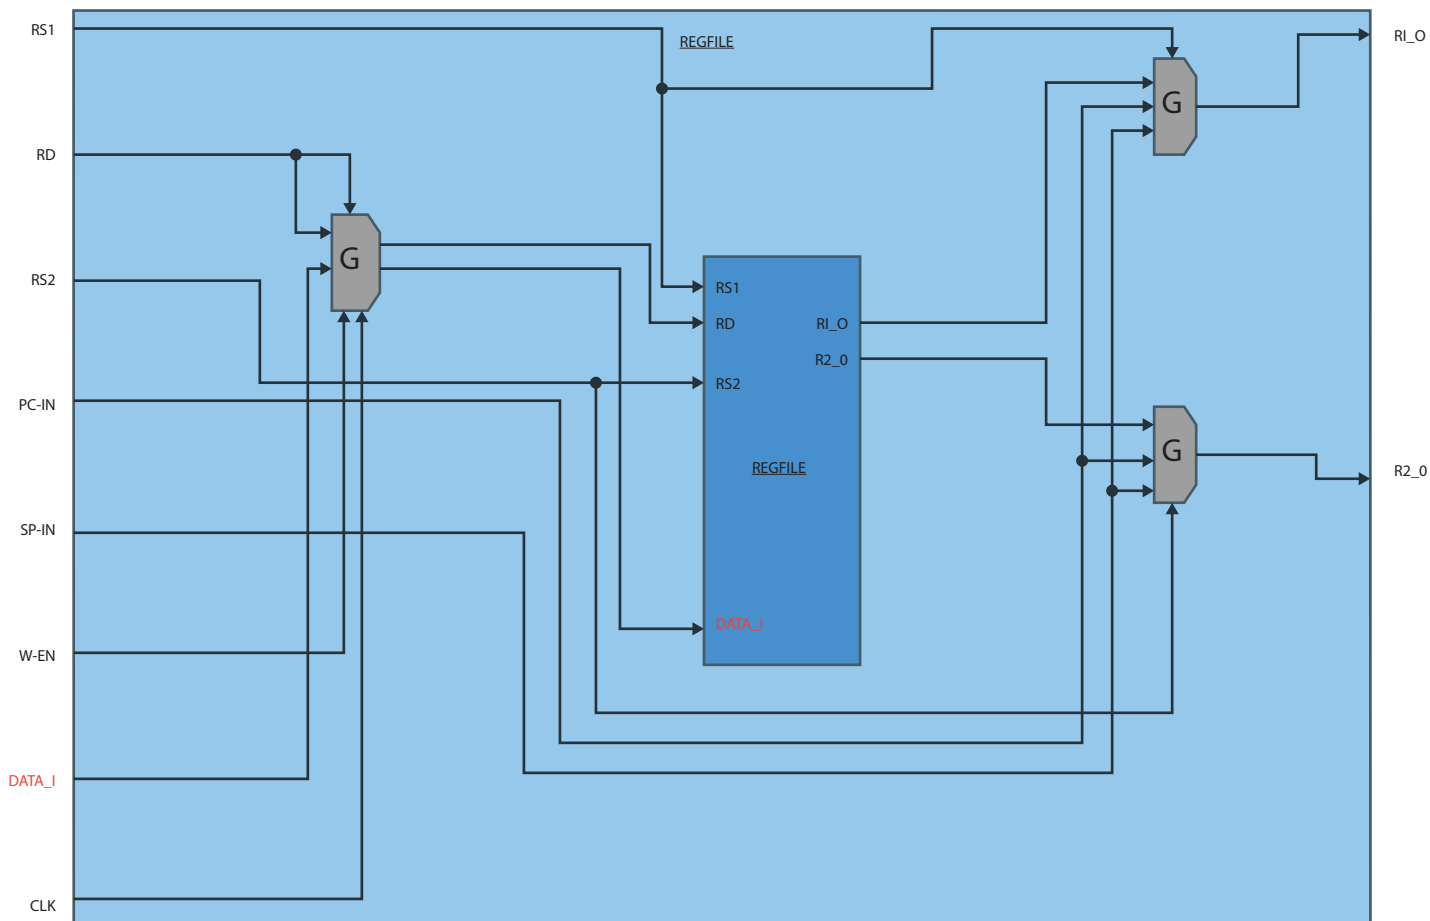 RS1
REGFILE
RI_O
G
RD
G
RS2
RS1
RD
RI_O
R2_0
RS2
PC-IN
G
REGFILE
R2_0
SP-IN
DATA_I
W-EN
DATA_I
CLK